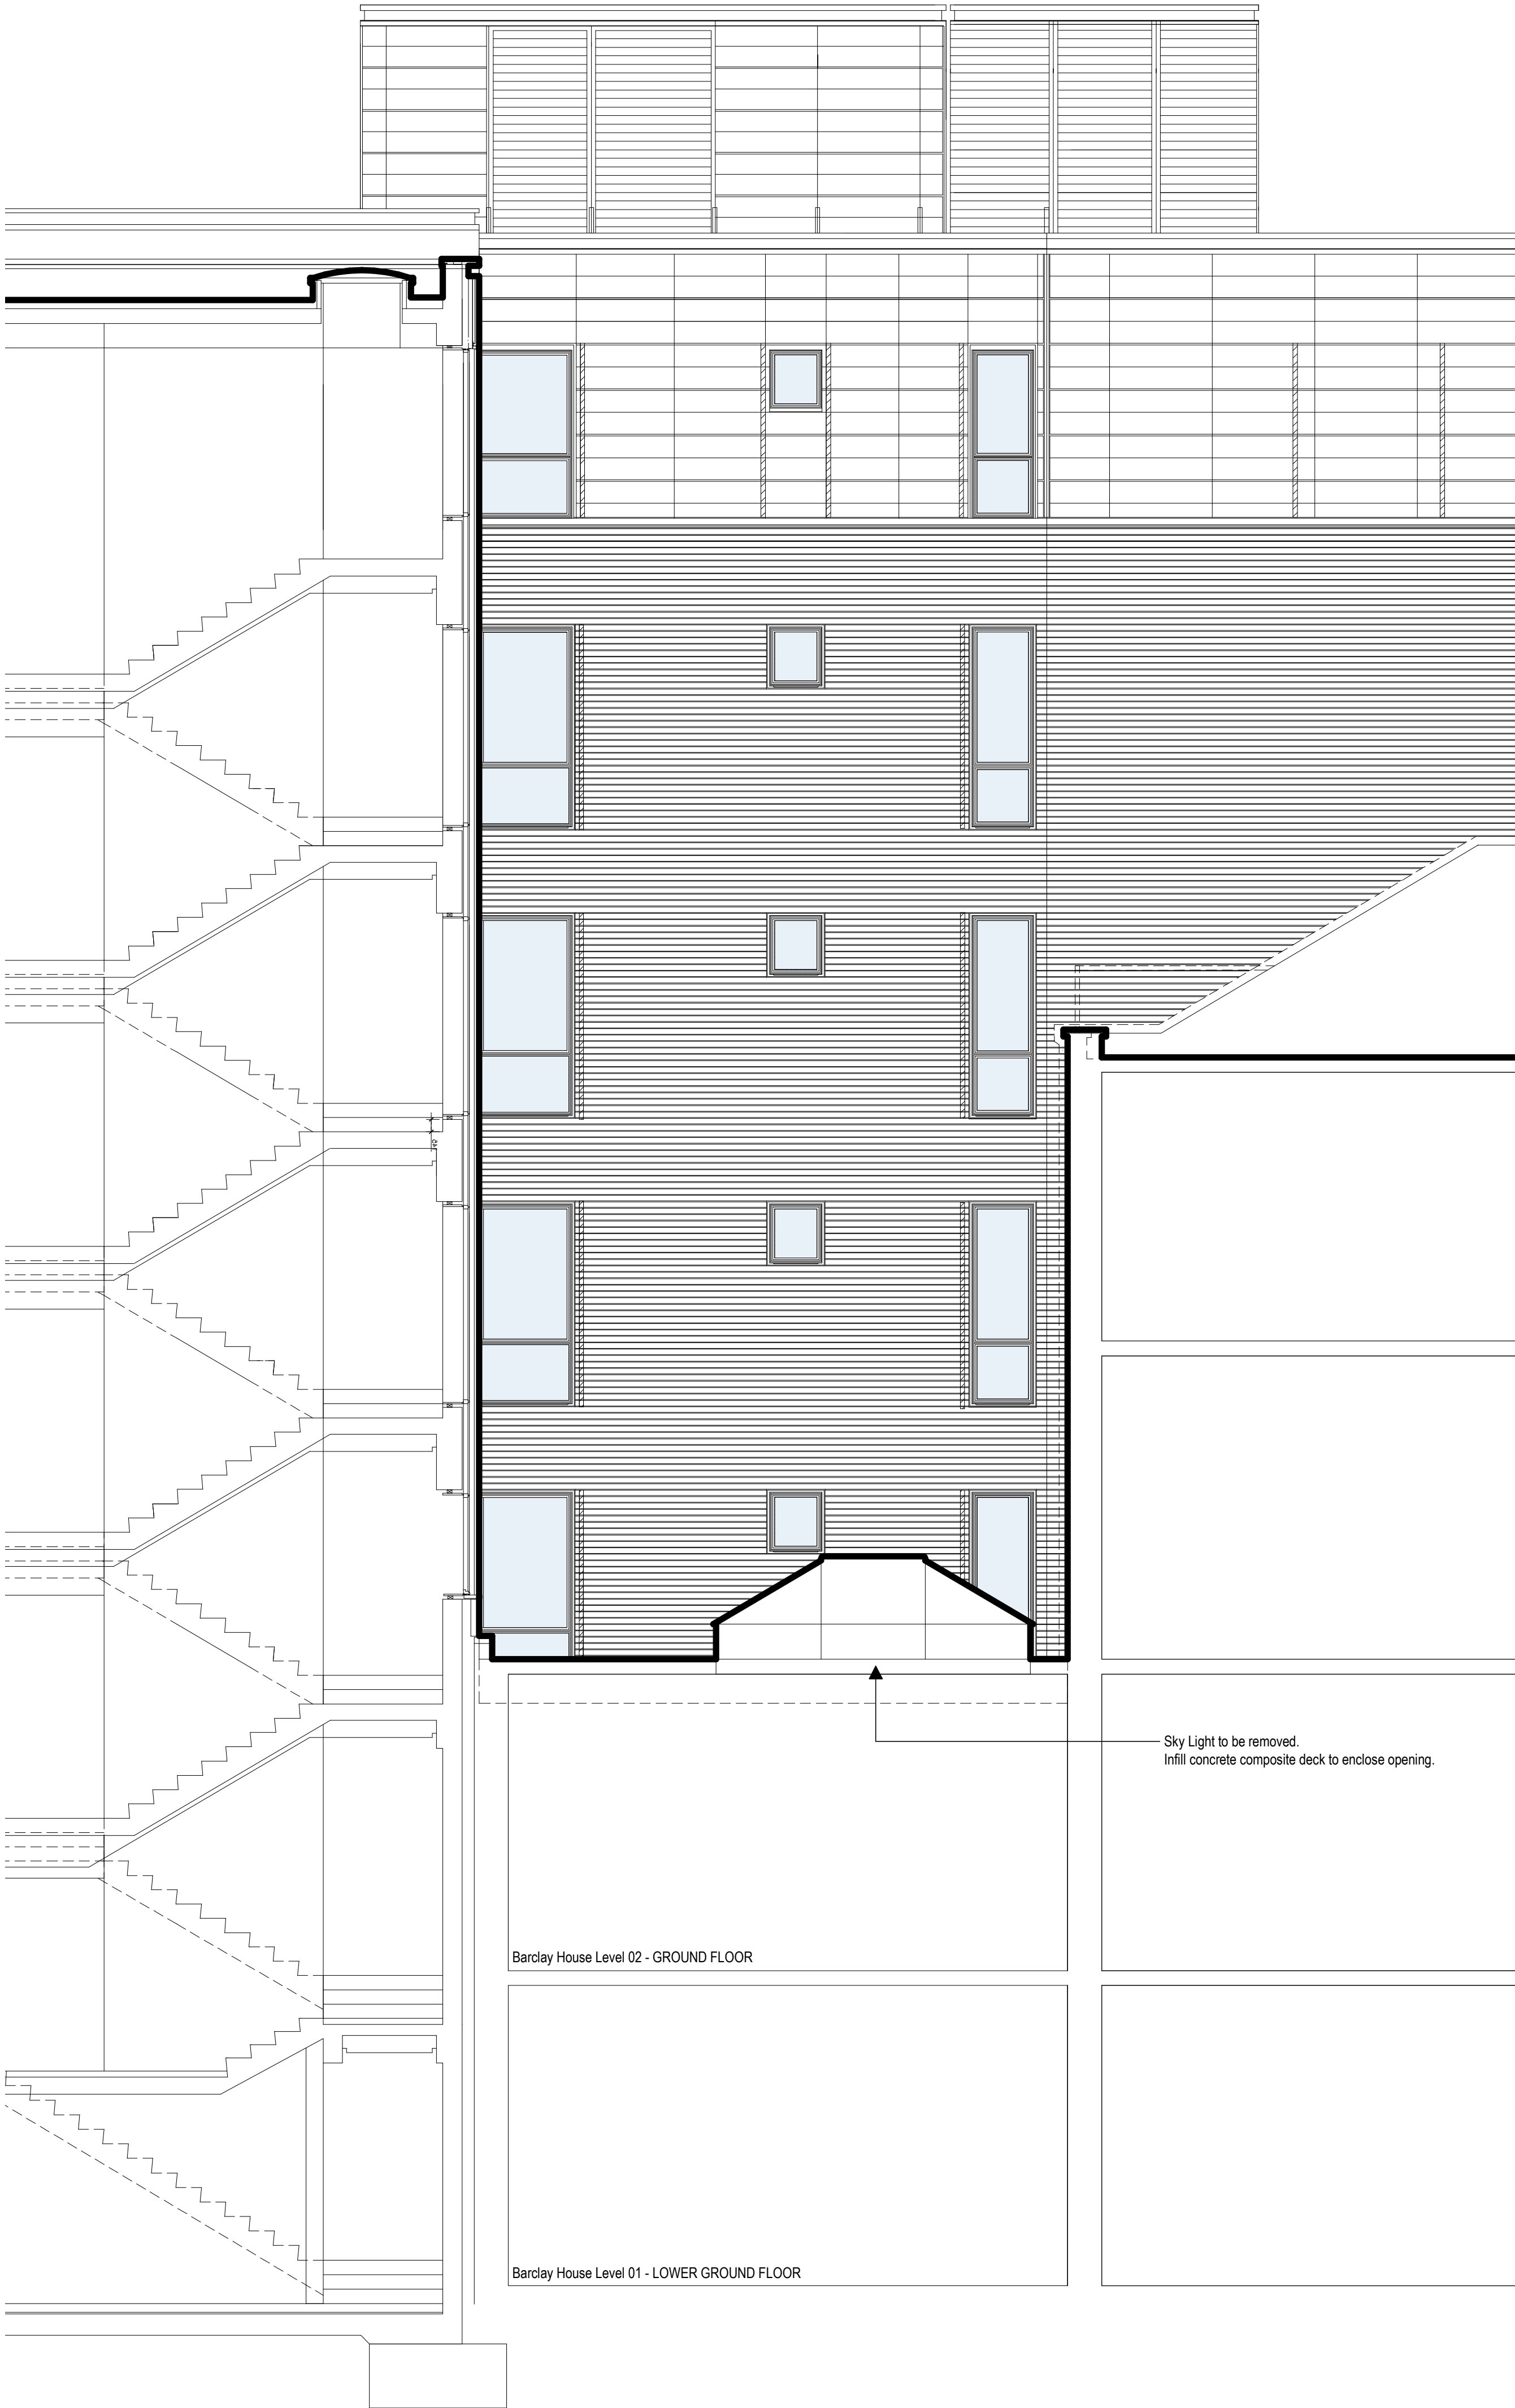 Sky Light to be removed.
Infill concrete composite deck to enclose opening.
Barclay House Level 02 - GROUND FLOOR
Barclay House Level 01 - LOWER GROUND FLOOR